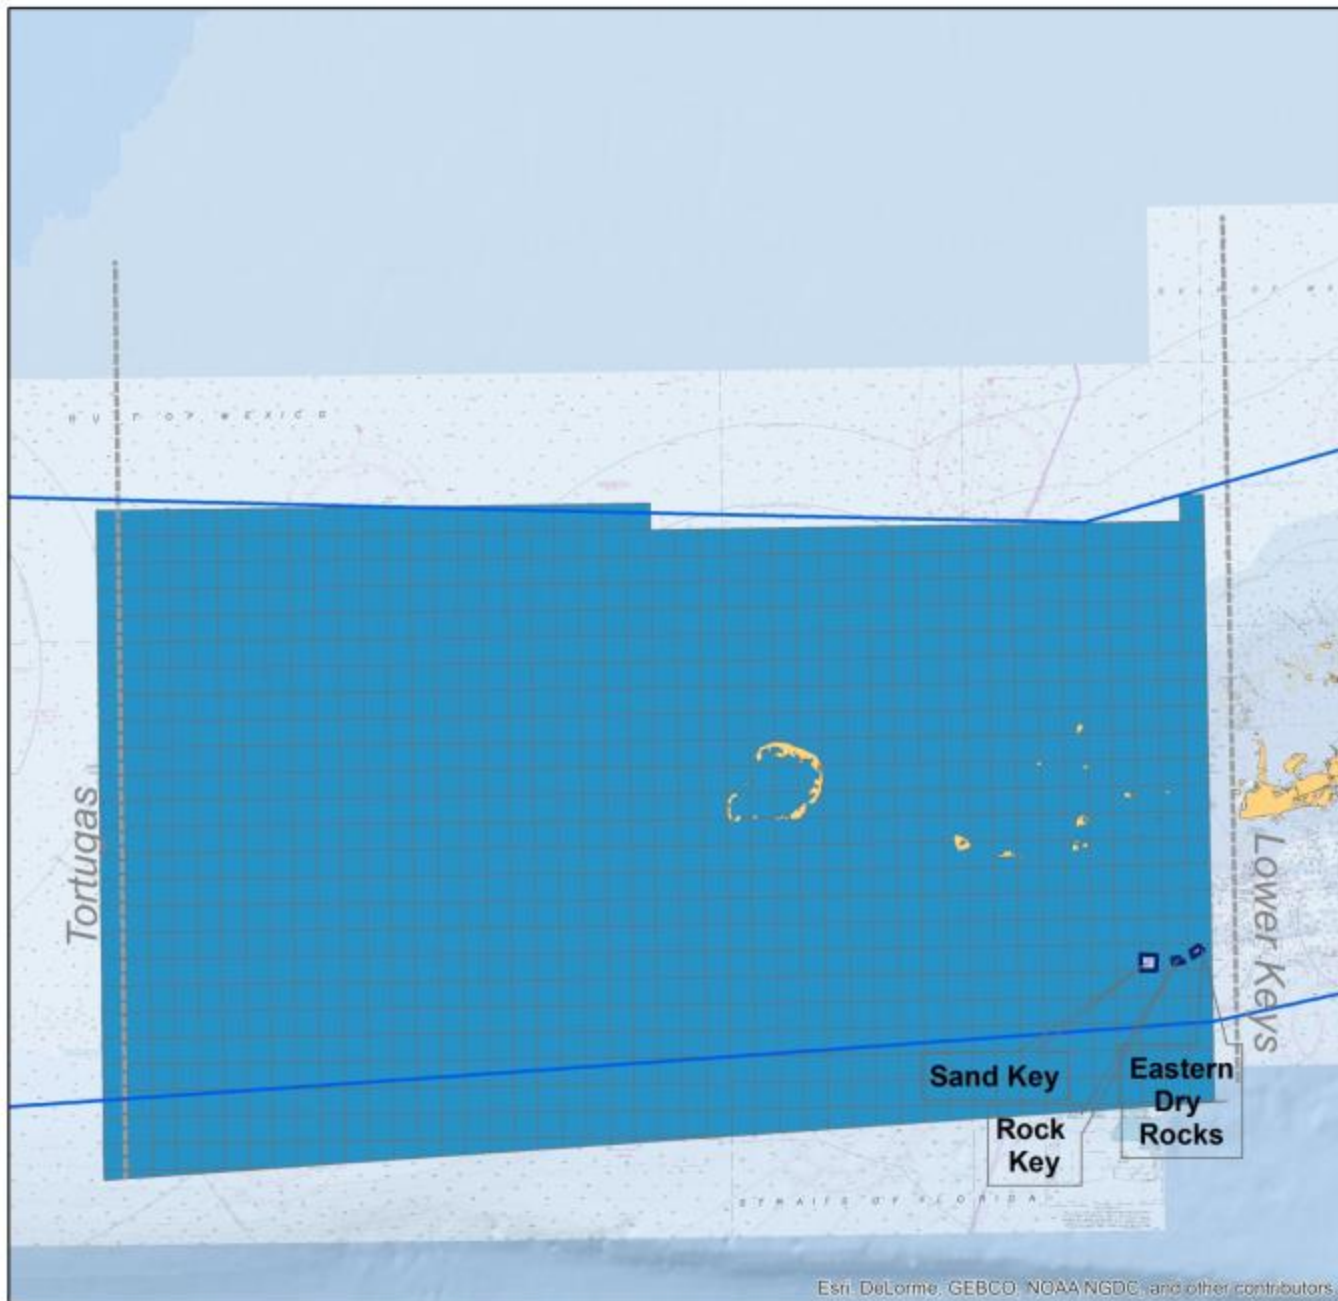 GULF OF MEXICO
Tortugas
Lower Keys
Sand Key
Eastern
Dry
Rocks
Rock
Key
STRAITS OF FLORIDA
Esri, DeLorme, GEBCO, NOAA NGDC, and other contributors